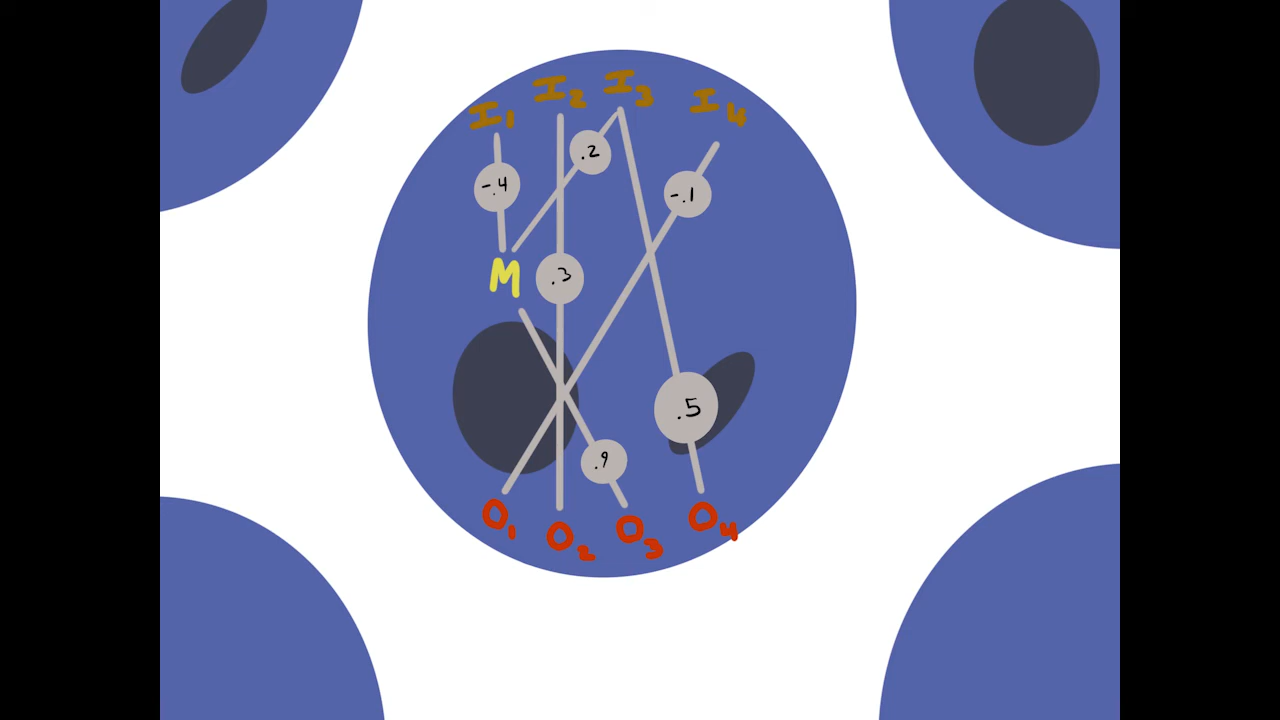 I₁ I₂ I₃ I₄
.2
-.4 -.1
M .3
.5
.9
O₁ O₂ O₃ O₄